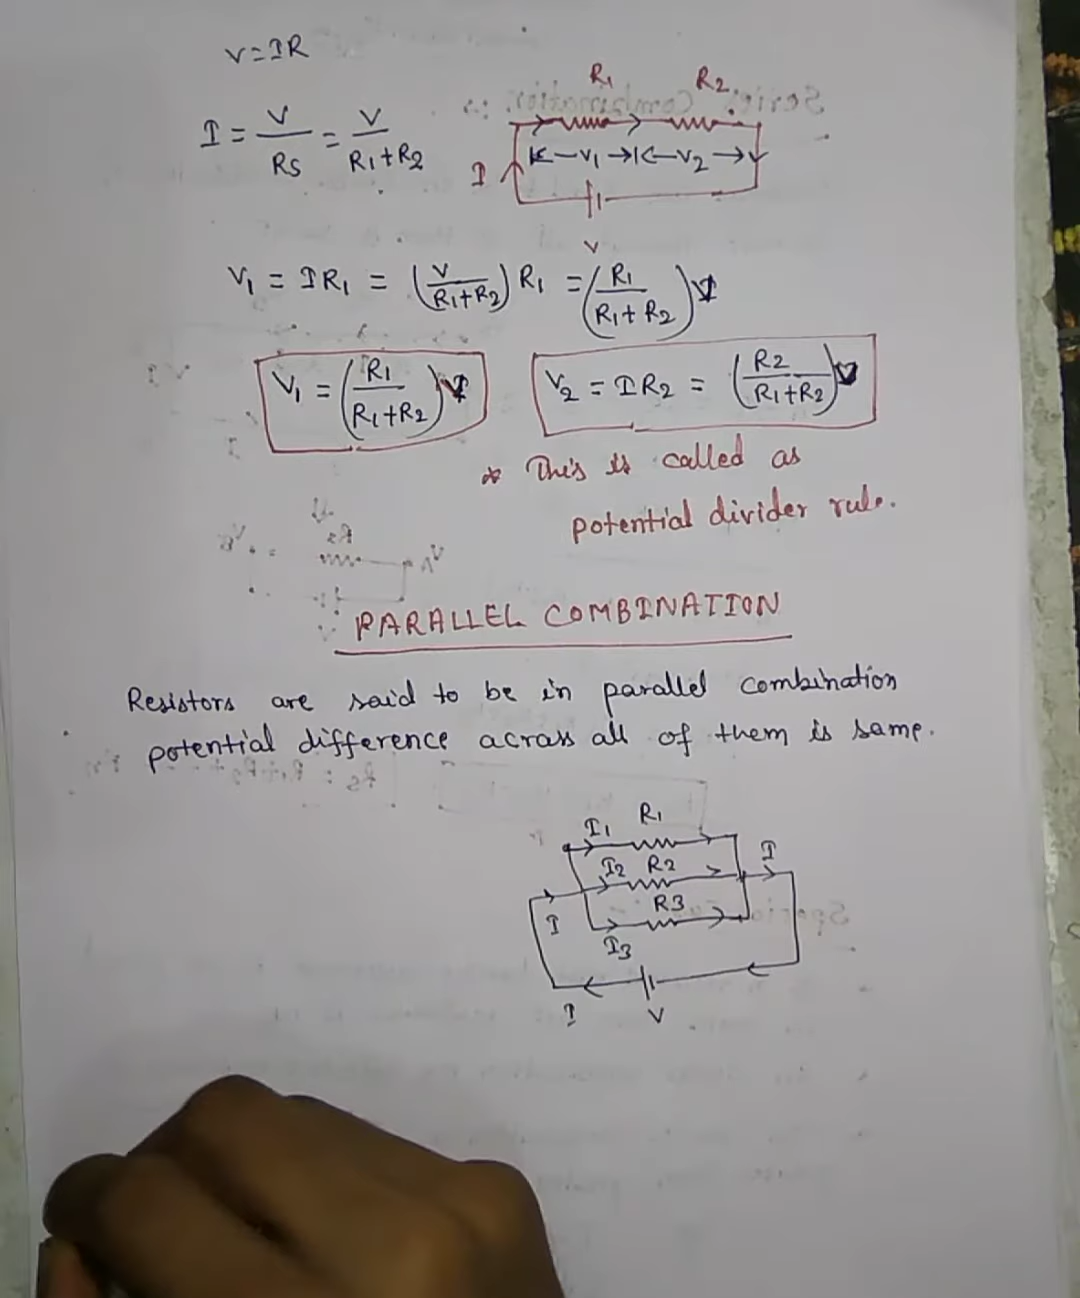 V=IR
I = V/RS = V/R1+R2
R1 R2
I V1 V2
V
V1 = IR1 = (V/R1+R2) R1 = (R1/R1+R2) V
V1 = (R1/R1+R2) V
V2 = IR2 = (R2/R1+R2) V
* This is called as
potential divider rule.
PARALLEL COMBINATION
Resistors are said to be in parallel combination
potential difference acrass all of them is same.
I1 R1
I2 R2 I
R3
I
I3
I V